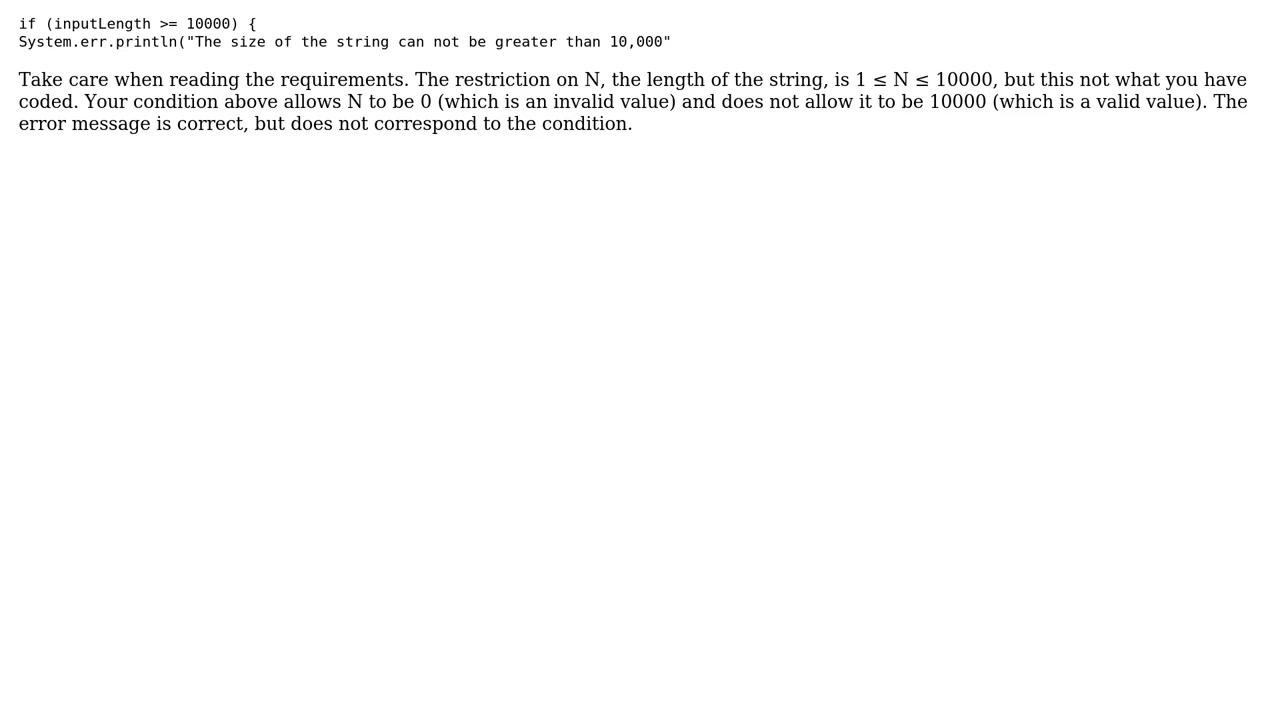 if (inputLength >= 10000) {
System.err.println("The size of the string can not be greater than 10,000"
Take care when reading the requirements. The restriction on N, the length of the string, is 1 ≤ N ≤ 10000, but this not what you have
coded. Your condition above allows N to be 0 (which is an invalid value) and does not allow it to be 10000 (which is a valid value). The
error message is correct, but does not correspond to the condition.